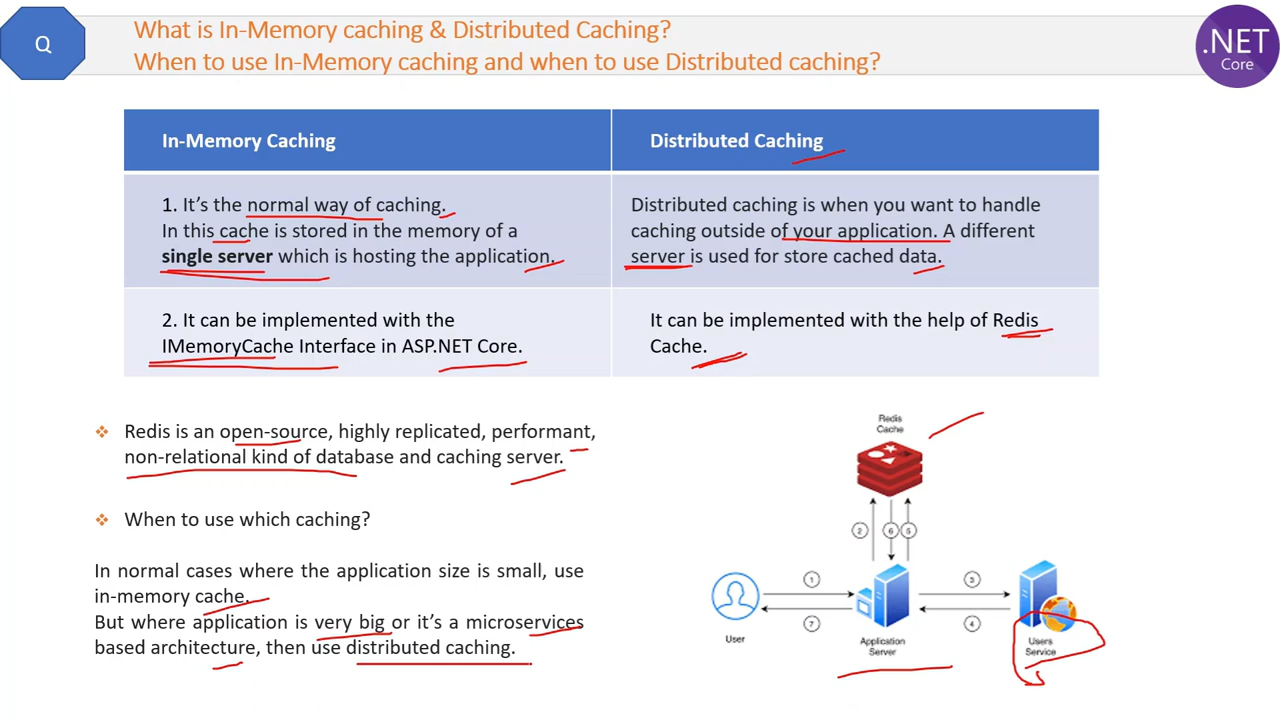 Q
What is In-Memory caching & Distributed Caching?
When to use In-Memory caching and when to use Distributed caching?
.NET
Core
In-Memory Caching
Distributed Caching
1. It's the normal way of caching.
In this cache is stored in the memory of a
single server which is hosting the application.
Distributed caching is when you want to handle
caching outside of your application. A different
server is used for store cached data.
2. It can be implemented with the
IMemoryCache Interface in ASP.NET Core.
It can be implemented with the help of Redis
Cache.
❖ Redis is an open-source, highly replicated, performant,
non-relational kind of database and caching server.
❖ When to use which caching?
In normal cases where the application size is small, use
in-memory cache.
But where application is very big or it's a microservices
based architecture, then use distributed caching.
Redis
Cache
2
6
5
1
3
7
4
User
Application
Server
Users
Service